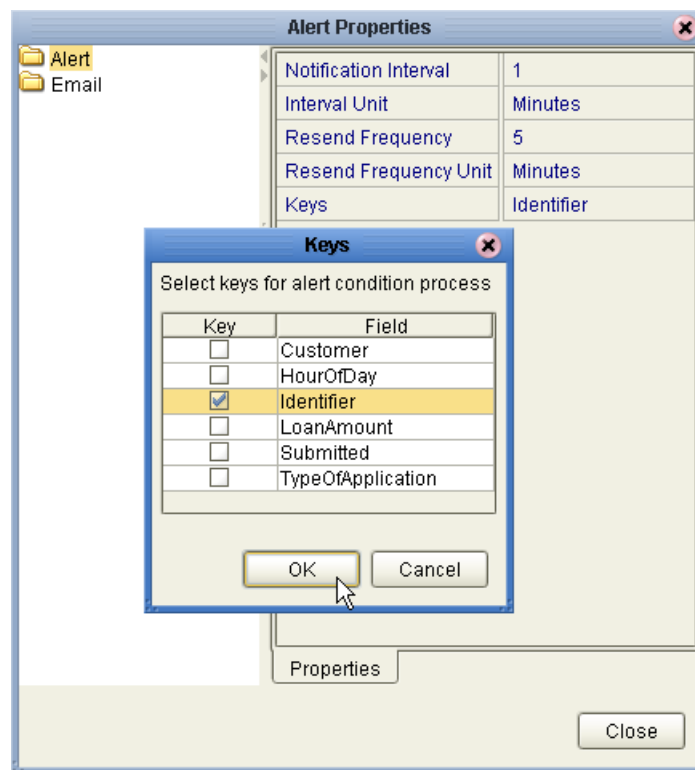 Alert Properties
Alert
Email
Notification Interval 1
Interval Unit Minutes
Resend Frequency 5
Resend Frequency Unit Minutes
Keys Identifier
Keys
Select keys for alert condition process
Key Field
Customer
HourOfDay
Identifier
LoanAmount
Submitted
TypeOfApplication
OK Cancel
Properties
Close